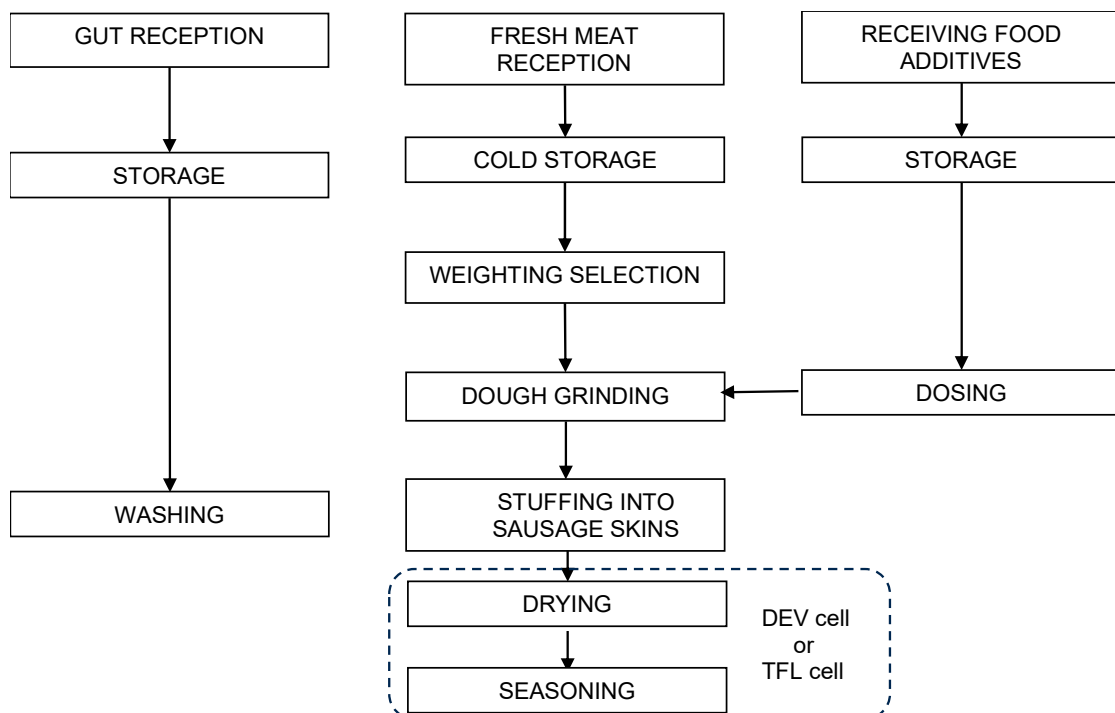 GUT RECEPTION
FRESH MEAT
RECEPTION
RECEIVING FOOD
ADDITIVES
STORAGE
COLD STORAGE
STORAGE
WEIGHTING SELECTION
DOUGH GRINDING
DOSING
WASHING
STUFFING INTO
SAUSAGE SKINS
DRYING
DEV cell
or
TFL cell
SEASONING